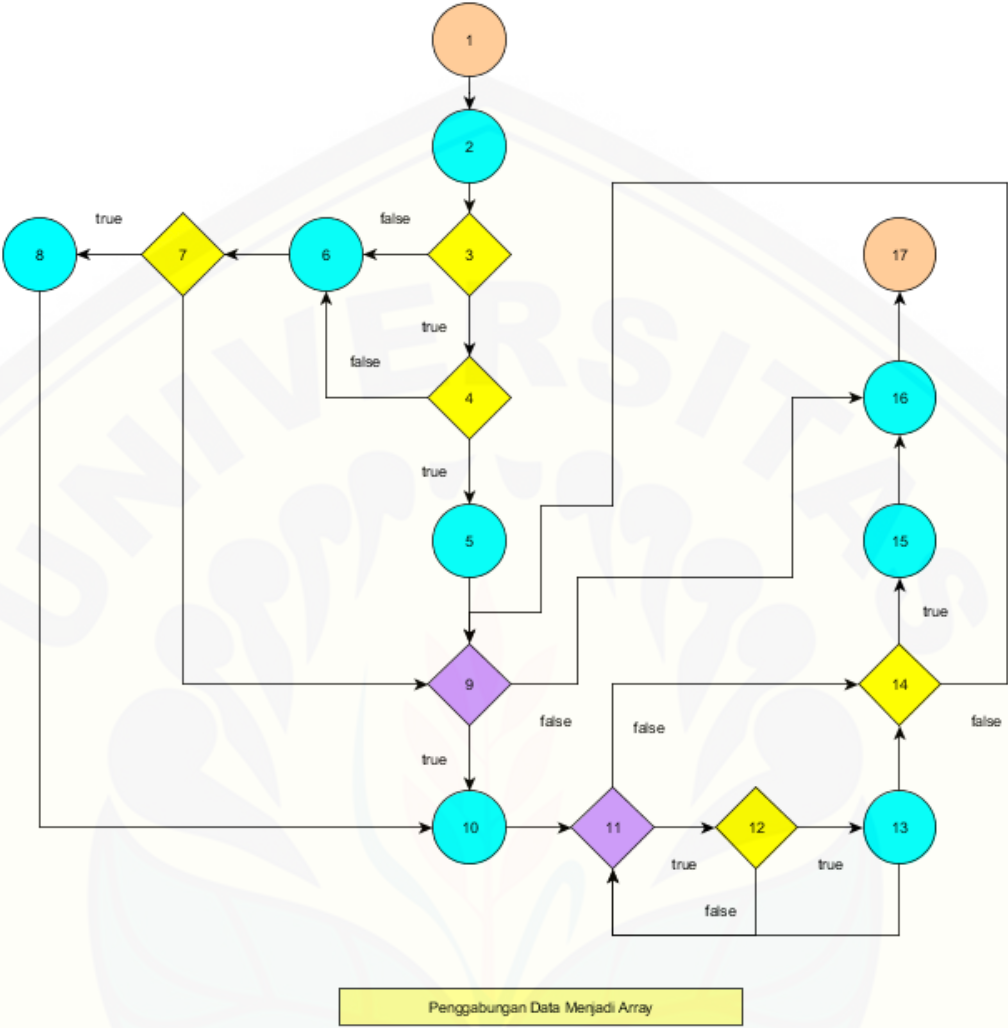 1
2
true
false
8
7
6
3
17
true
false
4
16
true
5
15
true
9
14
false
false
false
true
10
11
12
13
true
true
false
Penggabungan Data Menjadi Array
UNIVERSITAS